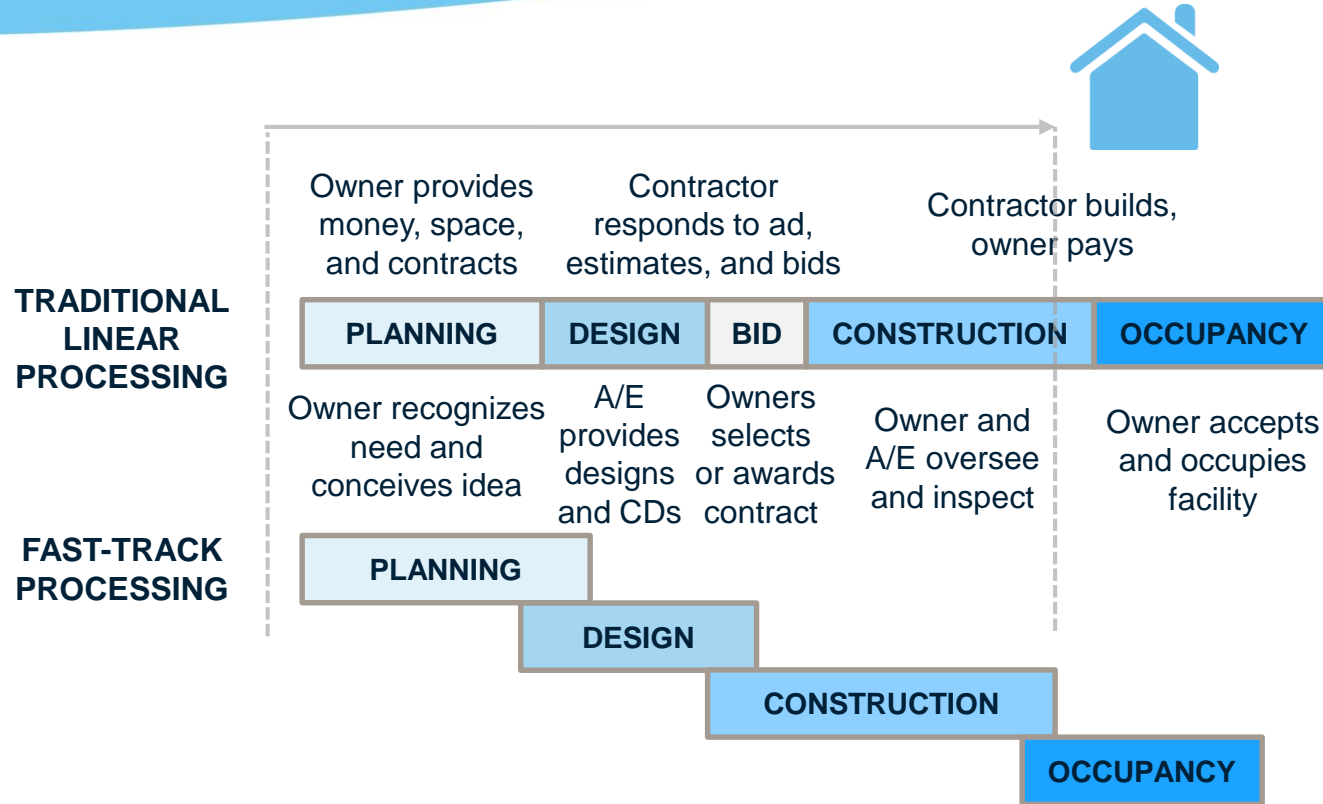 Owner provides
money, space,
and contracts
Contractor
responds to ad,
estimates, and bids
Contractor builds,
owner pays
TRADITIONAL
LINEAR
PROCESSING
PLANNING
DESIGN
BID
CONSTRUCTION
OCCUPANCY
Owner recognizes
need and
conceives idea
A/E
provides
designs
and CDs
Owners
selects
or awards
contract
Owner and
A/E oversee
and inspect
Owner accepts
and occupies
facility
FAST-TRACK
PROCESSING
PLANNING
DESIGN
CONSTRUCTION
OCCUPANCY